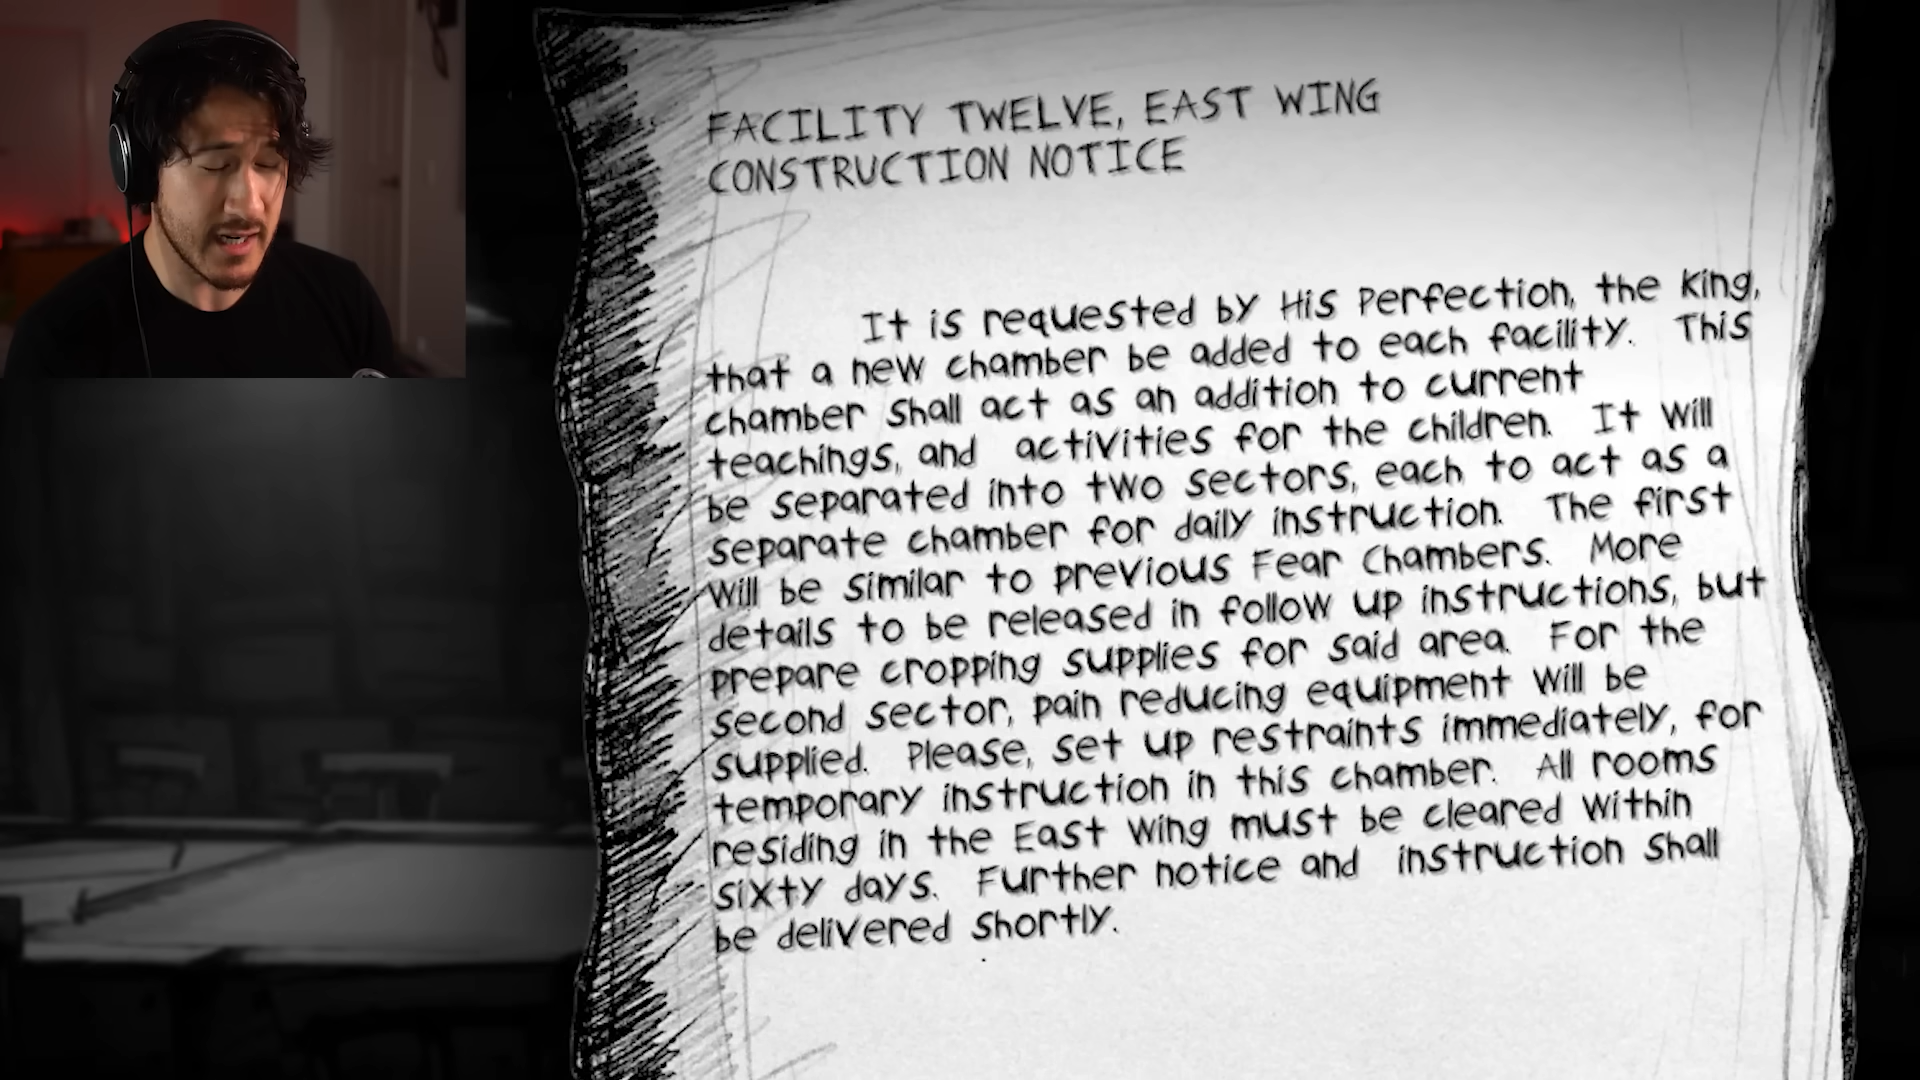 FACILITY TWELVE, EAST WING
CONSTRUCTION NOTICE
It is requested by His Perfection, the King,
that a new chamber be added to each facility. This
chamber shall act as an addition to current
teachings, and activities for the children. It will
be separated into two sectors, each to act as a
separate chamber for daily instruction. The first
will be similar to previous Fear Chambers. More
details to be released in follow up instructions, but
prepare cropping supplies for said area. For the
second sector, pain reducing equipment will be
supplied. Please, set up restraints immediately, for
temporary instruction in this chamber. All rooms
residing in the East Wing must be cleared within
sixty days. Further notice and instruction shall
be delivered shortly.